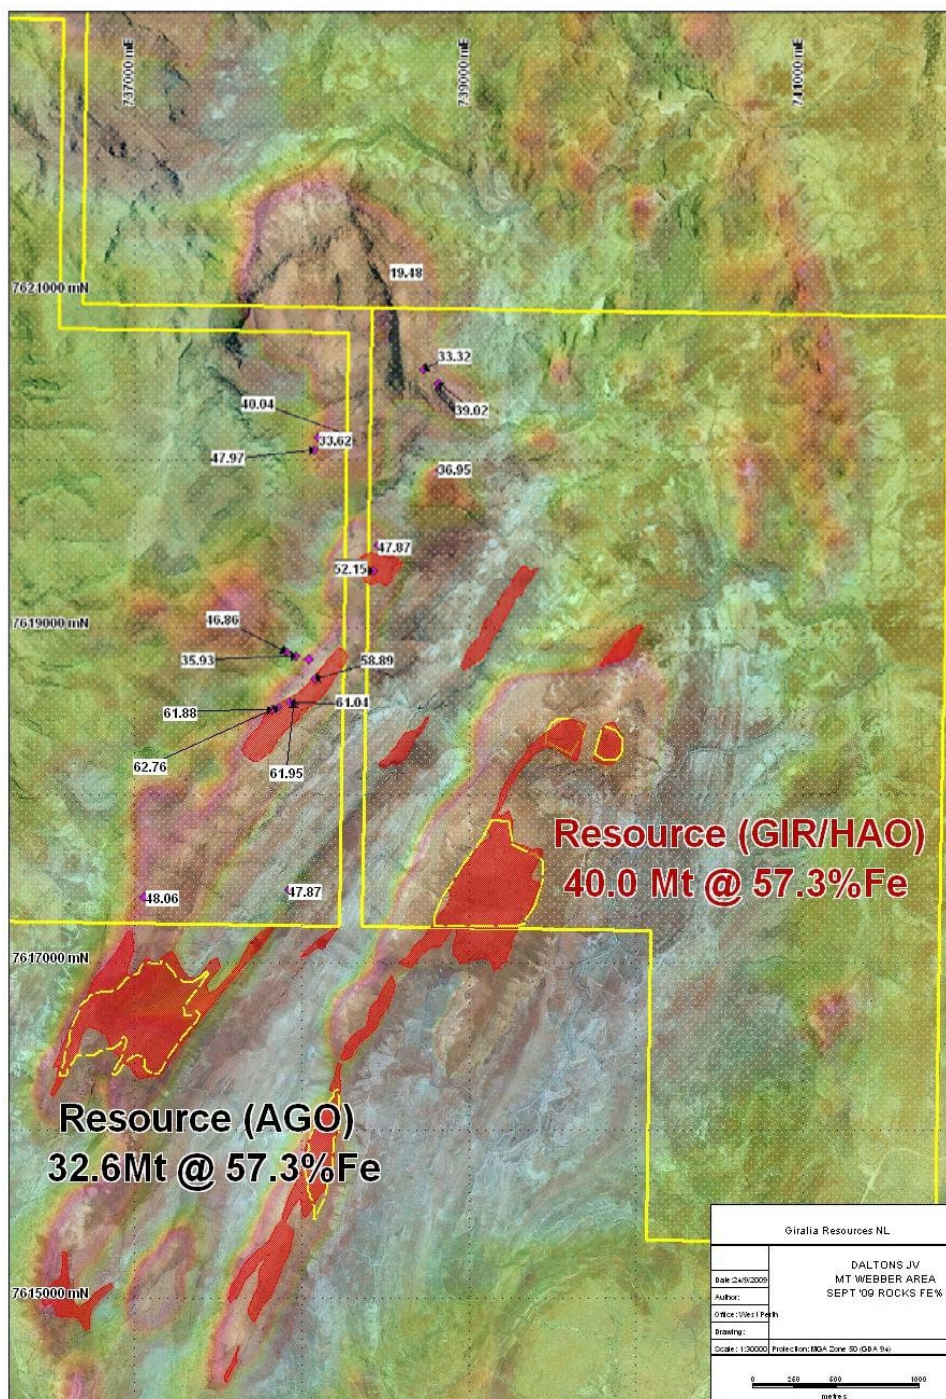 737000 mE
739000 mE
741000 mE
19.48
7621000 mN
33.32
40.04
39.02
33.62
47.97
36.95
47.87
52.15
46.86
7619000 mN
35.93
58.89
61.88
61.04
62.76
61.95
Resource (GIR/HAO)
40.0 Mt @ 57.3%Fe
48.06
47.87
7617000 mN
Resource (AGO)
32.6Mt @ 57.3%Fe
7615000 mN
Giralia Resources NL
DALTONS JV
MT WEBBER AREA
SEPT '09 ROCKS FE%
Date: 24/9/2009
Author:
Office: West Perth
Drawing:
Scale: 1:30000
Projection: MGA Zone 50 (GDA 94)
0 250 500 1000
metres